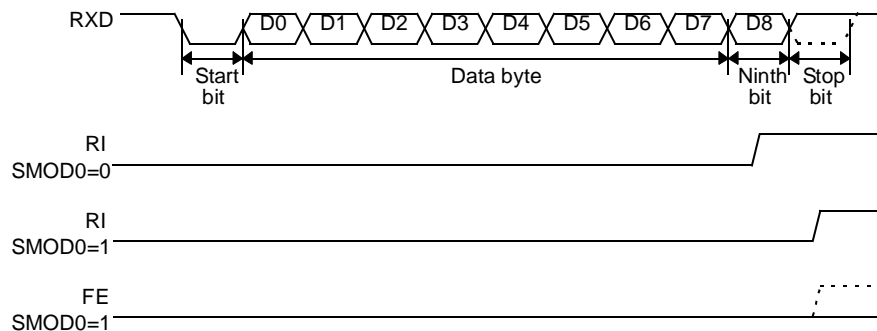 RXD D0 D1 D2 D3 D4 D5 D6 D7 D8
Start bit
Data byte
Ninth bit
Stop bit
RI
SMOD0=0
RI
SMOD0=1
FE
SMOD0=1